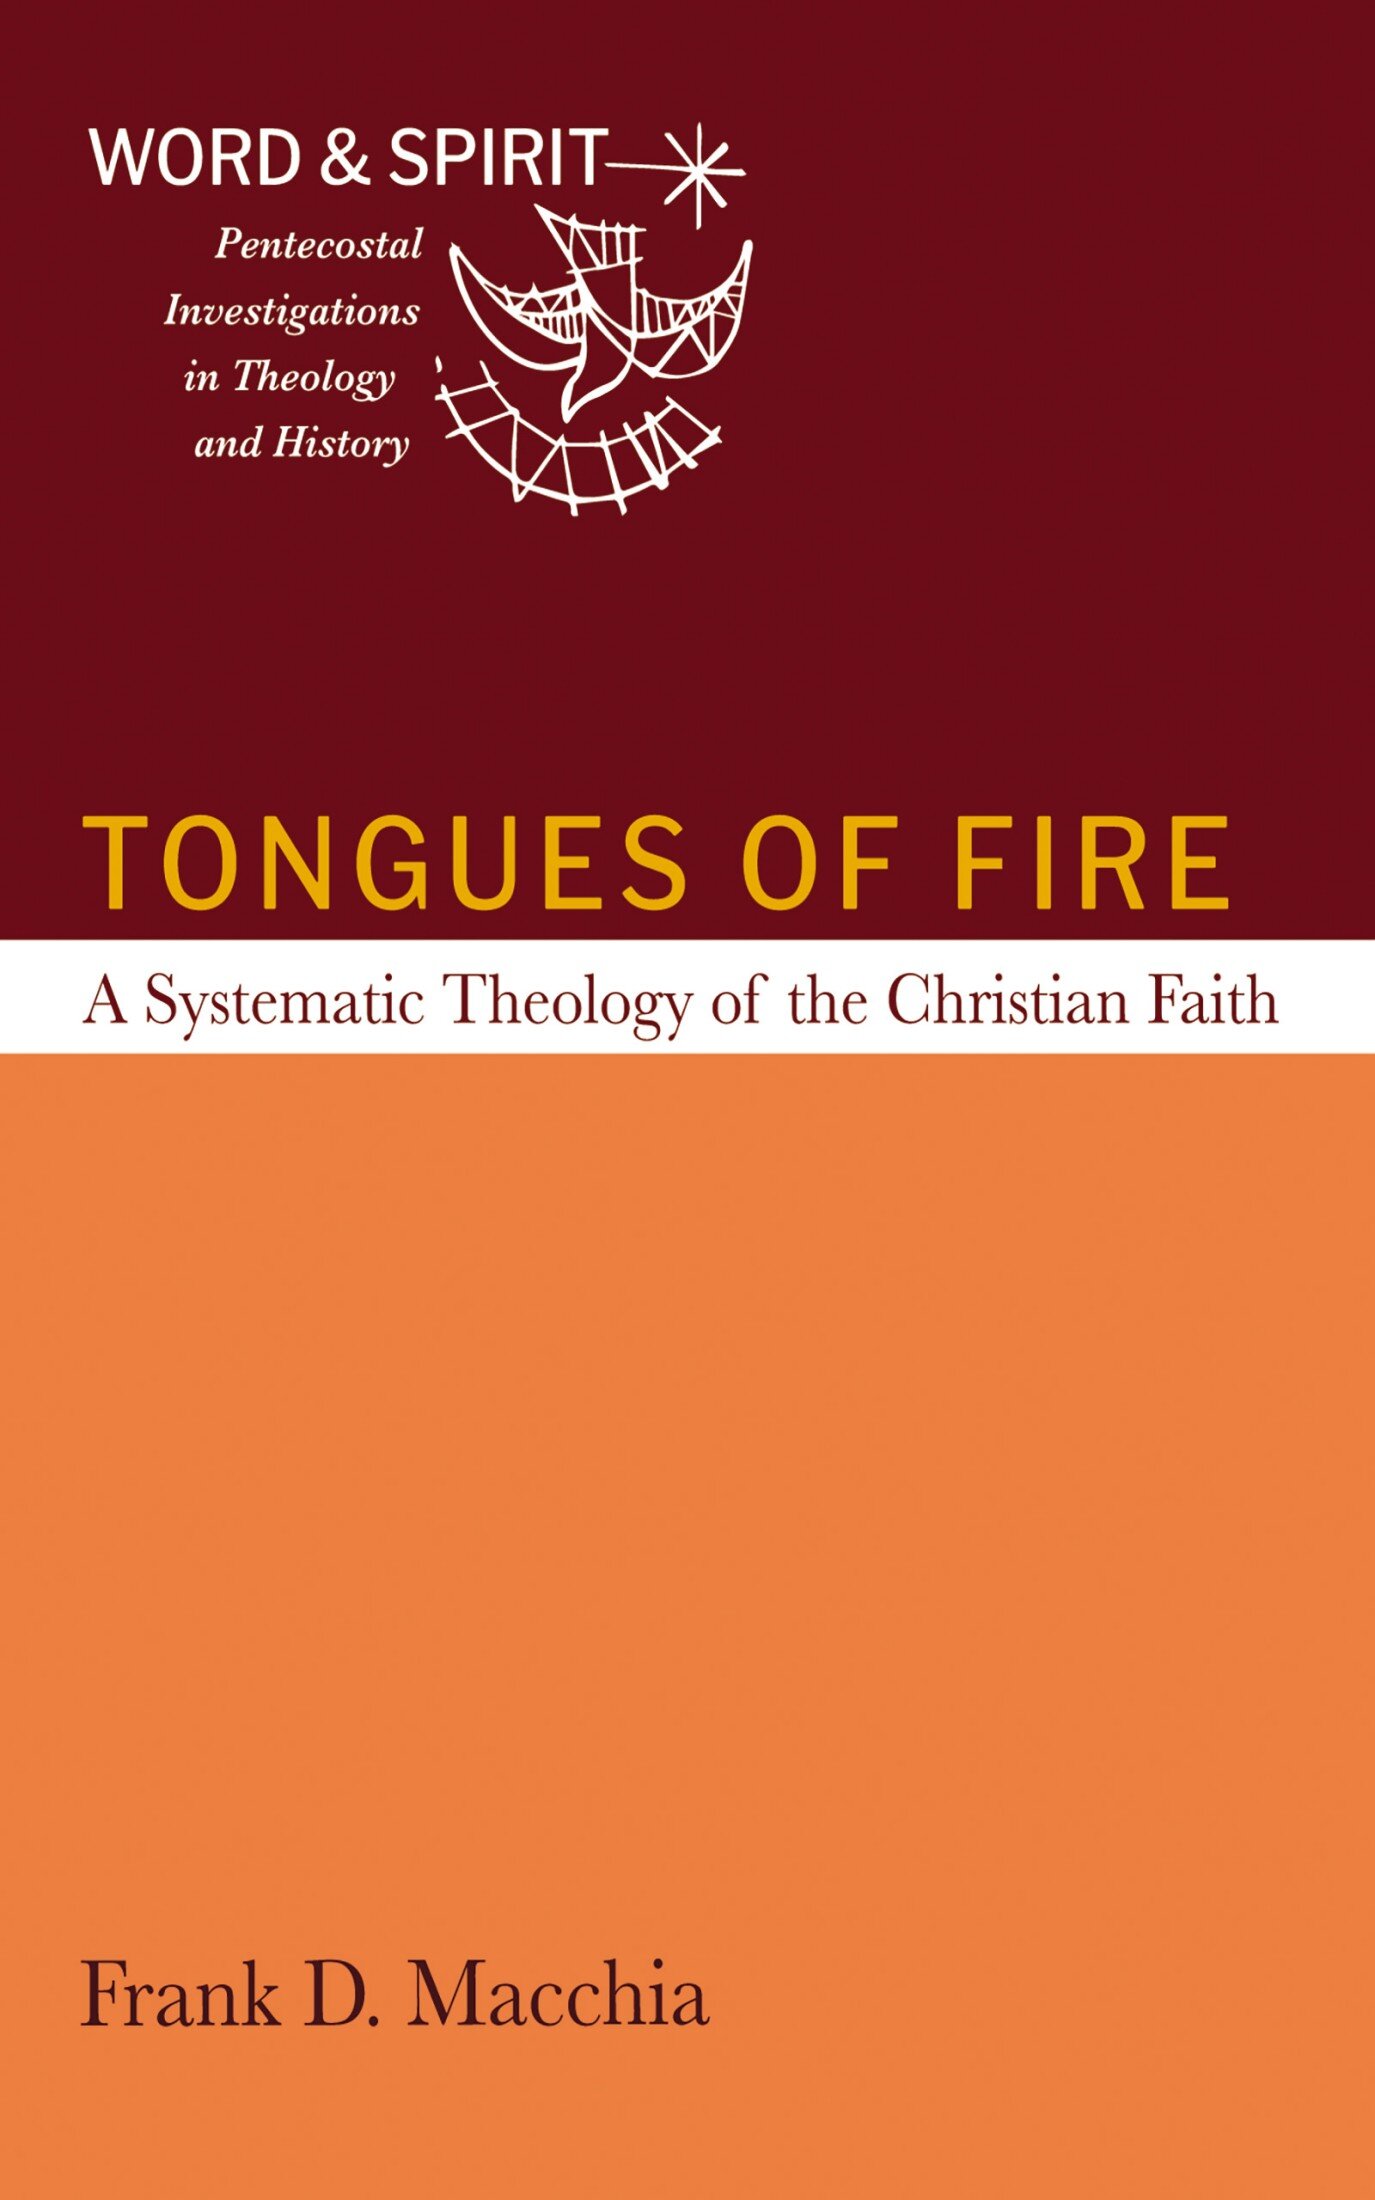 WORD & SPIRIT
Pentecostal
Investigations
in Theology
and History
TONGUES OF FIRE
A Systematic Theology of the Christian Faith
Frank D. Macchia